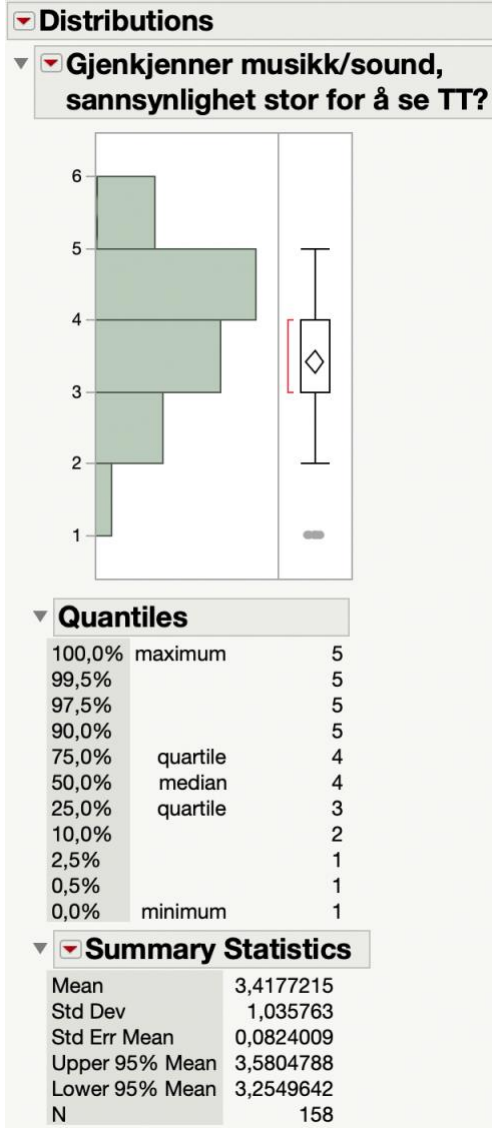 Distributions
Gjenkjenner musikk/sound,
sannsynlighet stor for å se TT?
6
5
4
3
2
1
Quantiles
100,0% maximum 5
99,5% 5
97,5% 5
90,0% 5
75,0% quartile 4
50,0% median 4
25,0% quartile 3
10,0% 2
2,5% 1
0,5% 1
0,0% minimum 1
Summary Statistics
Mean 3,4177215
Std Dev 1,035763
Std Err Mean 0,0824009
Upper 95% Mean 3,5804788
Lower 95% Mean 3,2549642
N 158